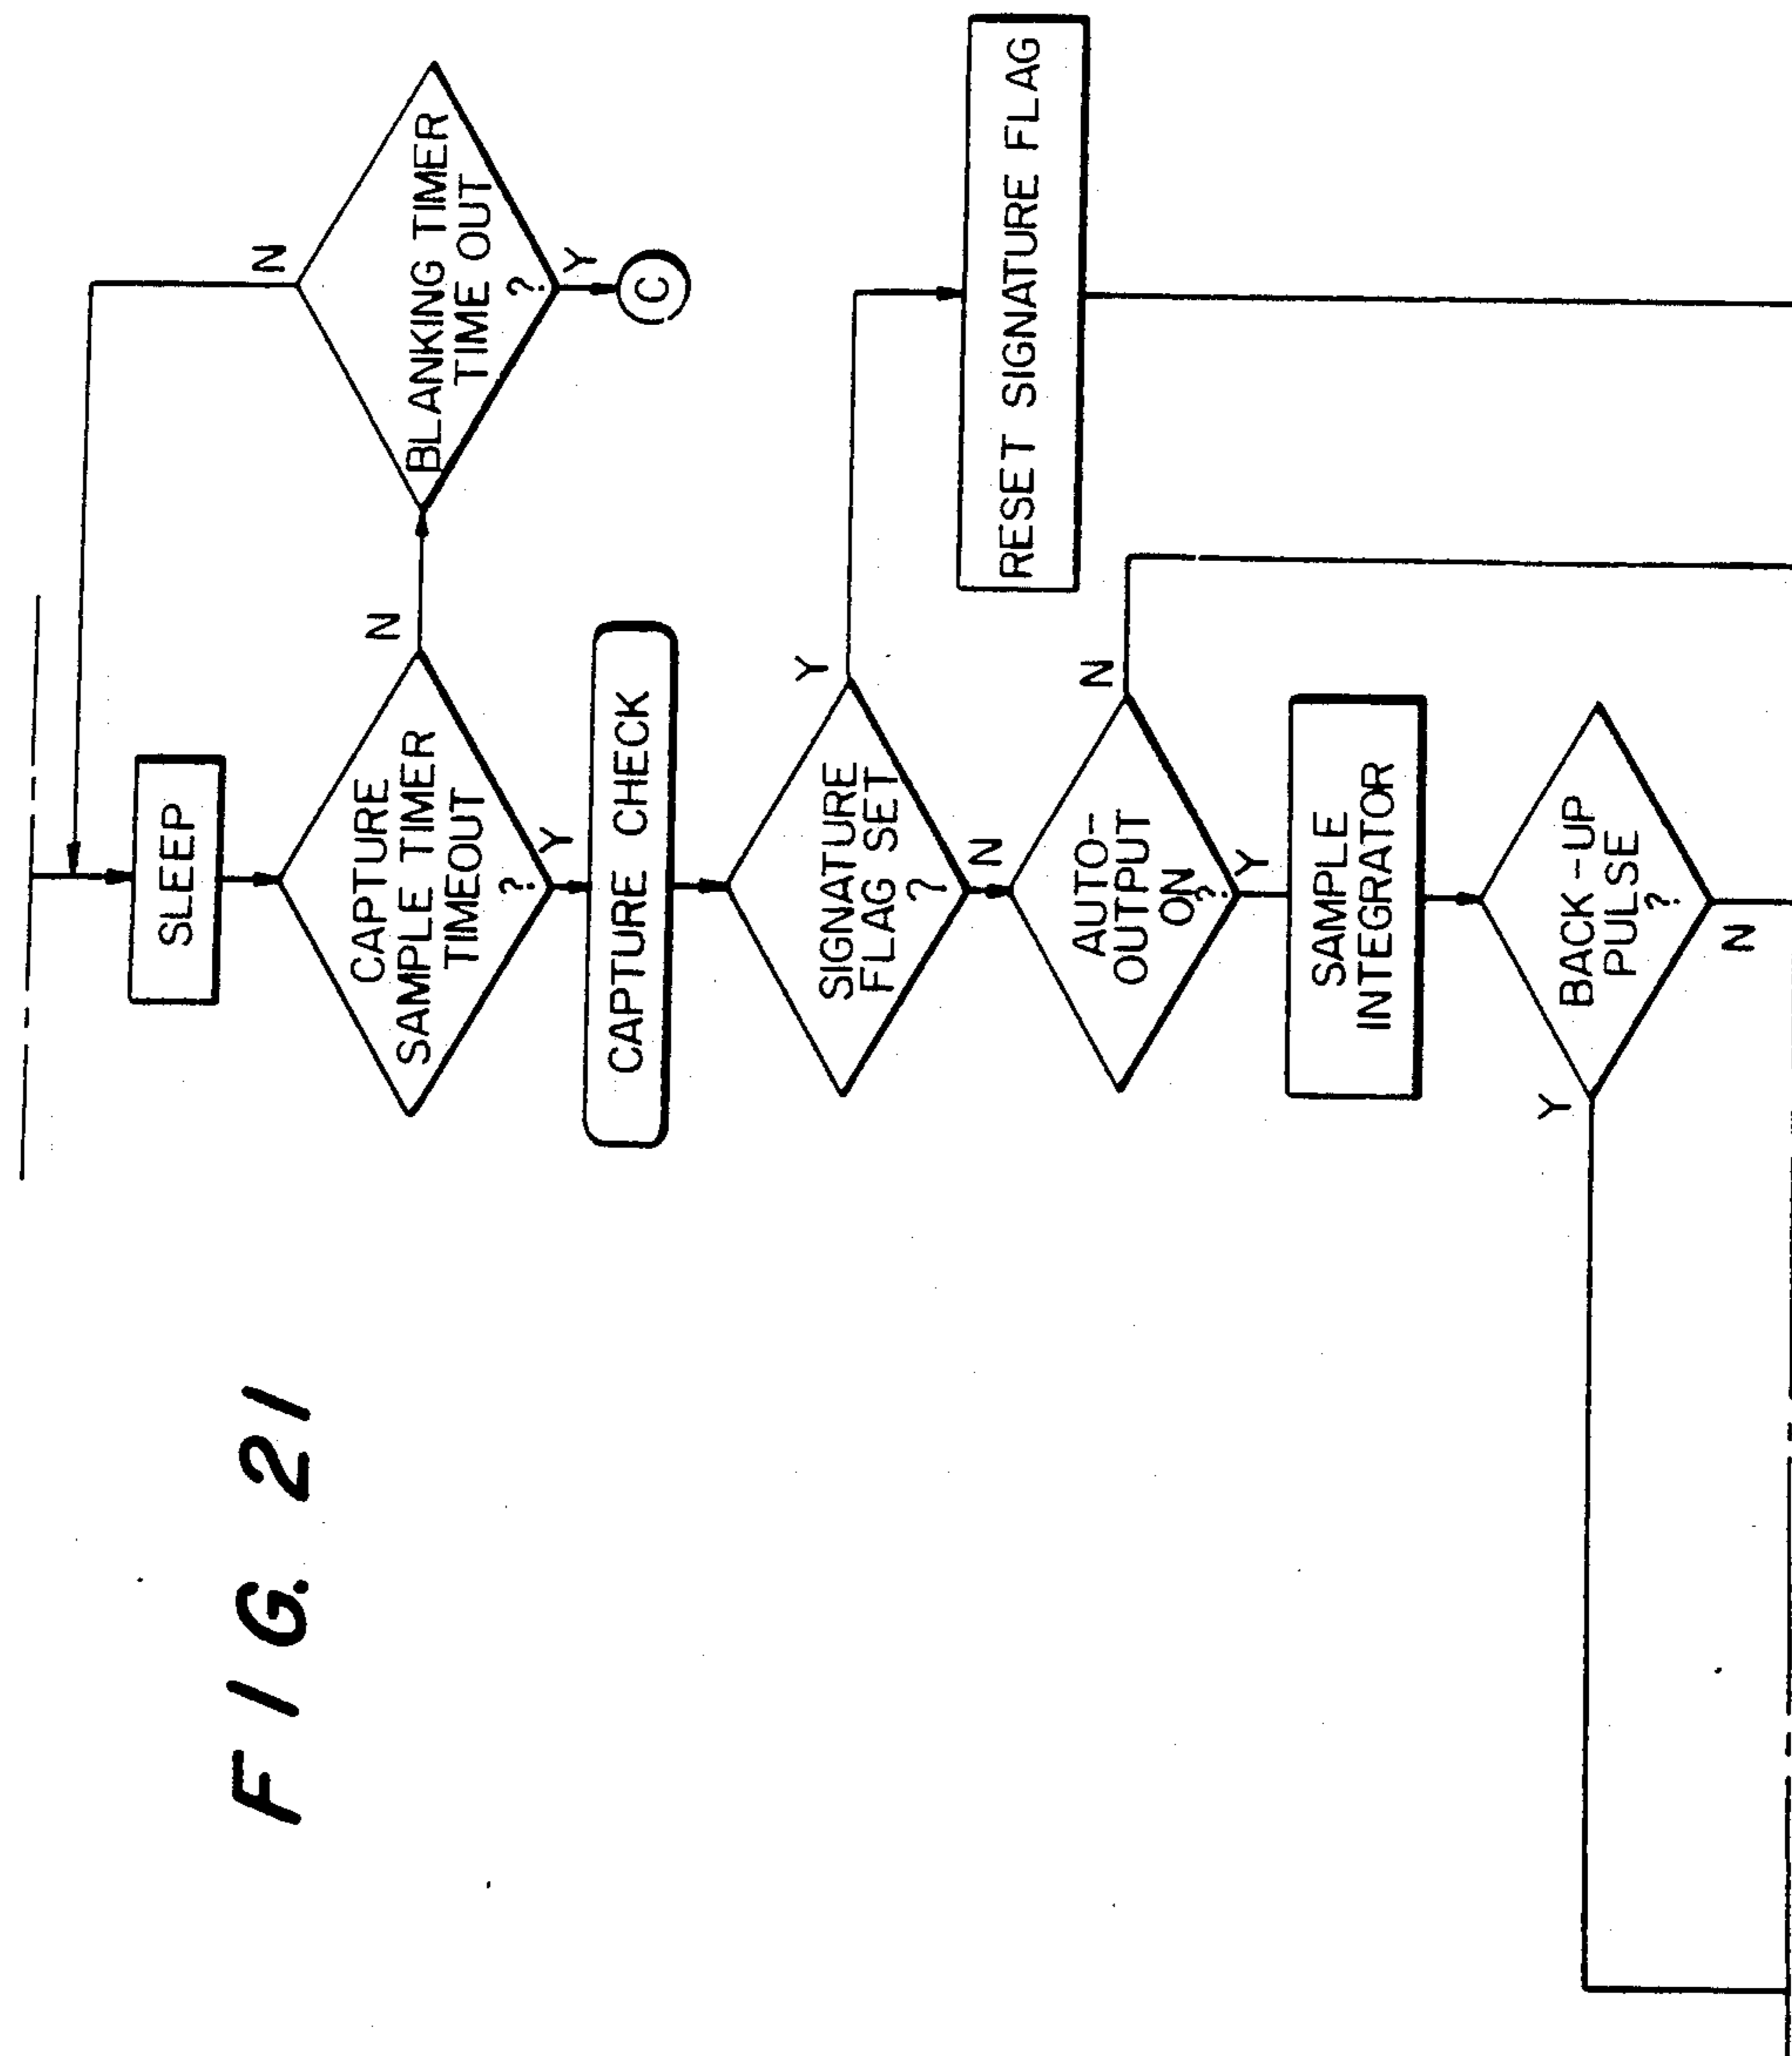 FIG. 21
SLEEP
CAPTURE
SAMPLE TIMER
TIMEOUT
?
N
Y
BLANKING TIMER
TIME OUT
?
N
Y
C
CAPTURE CHECK
SIGNATURE
FLAG SET
?
Y
N
RESET SIGNATURE FLAG
AUTO-
OUTPUT
ON
?
N
Y
SAMPLE
INTEGRATOR
BACK-UP
PULSE
?
Y
N